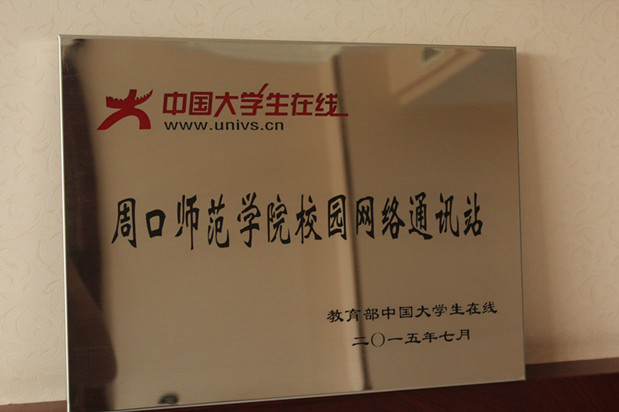 中国大学生在线
www.univs.cn
周口师范学院校园网络通讯站
教育部中国大学生在线
二〇一五年七月